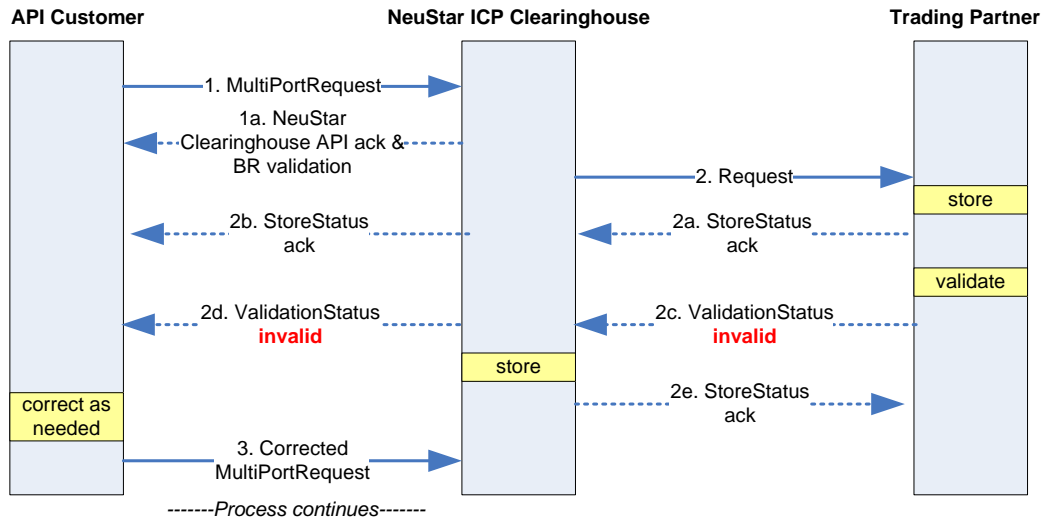 API Customer
NeuStar ICP Clearinghouse
Trading Partner
1. MultiPortRequest
1a. NeuStar
Clearinghouse API ack &
BR validation
2. Request
store
2b. StoreStatus
ack
2a. StoreStatus
ack
validate
2d. ValidationStatus
invalid
2c. ValidationStatus
invalid
store
2e. StoreStatus
ack
correct as
needed
3. Corrected
MultiPortRequest
-------Process continues-------